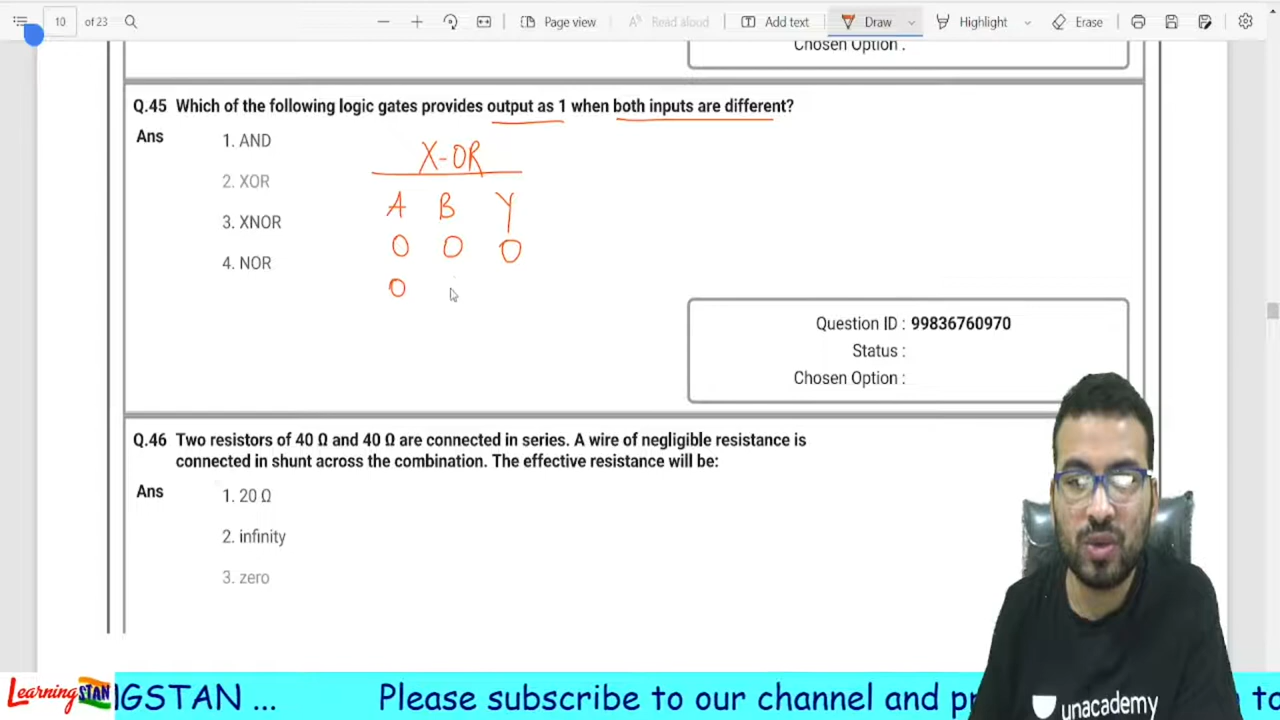 10 of 23
Page view
Read aloud
Add text
Draw
Highlight
Erase
Chosen Option :
Q.45 Which of the following logic gates provides output as 1 when both inputs are different?
Ans
1. AND
2. XOR
3. XNOR
4. NOR
X-OR
A B Y
0 0 0
0
Question ID : 99836760970
Status :
Chosen Option :
Q.46 Two resistors of 40 Ω and 40 Ω are connected in series. A wire of negligible resistance is
connected in shunt across the combination. The effective resistance will be:
Ans
1. 20 Ω
2. infinity
3. zero
unacademy
LearningSTAN
NGSTAN ... Please subscribe to our channel and pr
to